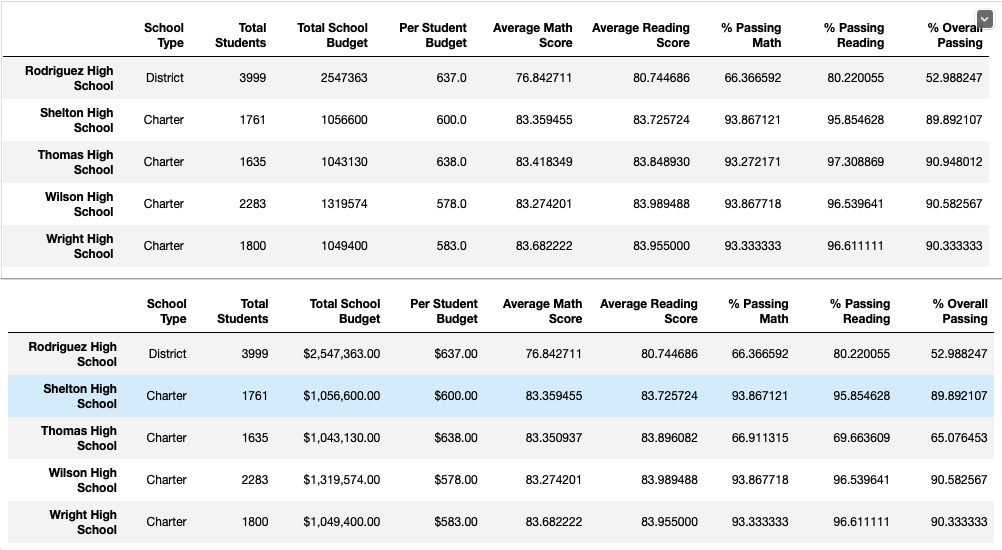 School Type Total Students Total School Budget Per Student Budget Average Math Score Average Reading Score % Passing Math % Passing Reading % Overall Passing
Rodriguez High School District 3999 2547363 637.0 76.842711 80.744686 66.366592 80.220055 52.988247
Shelton High School Charter 1761 1056600 600.0 83.359455 83.725724 93.867121 95.854628 89.892107
Thomas High School Charter 1635 1043130 638.0 83.418349 83.848930 93.272171 97.308869 90.948012
Wilson High School Charter 2283 1319574 578.0 83.274201 83.989488 93.867718 96.539641 90.582567
Wright High School Charter 1800 1049400 583.0 83.682222 83.955000 93.333333 96.611111 90.333333
School Type Total Students Total School Budget Per Student Budget Average Math Score Average Reading Score % Passing Math % Passing Reading % Overall Passing
Rodriguez High School District 3999 $2,547,363.00 $637.00 76.842711 80.744686 66.366592 80.220055 52.988247
Shelton High School Charter 1761 $1,056,600.00 $600.00 83.359455 83.725724 93.867121 95.854628 89.892107
Thomas High School Charter 1635 $1,043,130.00 $638.00 83.350937 83.896082 66.911315 69.663609 65.076453
Wilson High School Charter 2283 $1,319,574.00 $578.00 83.274201 83.989488 93.867718 96.539641 90.582567
Wright High School Charter 1800 $1,049,400.00 $583.00 83.682222 83.955000 93.333333 96.611111 90.333333